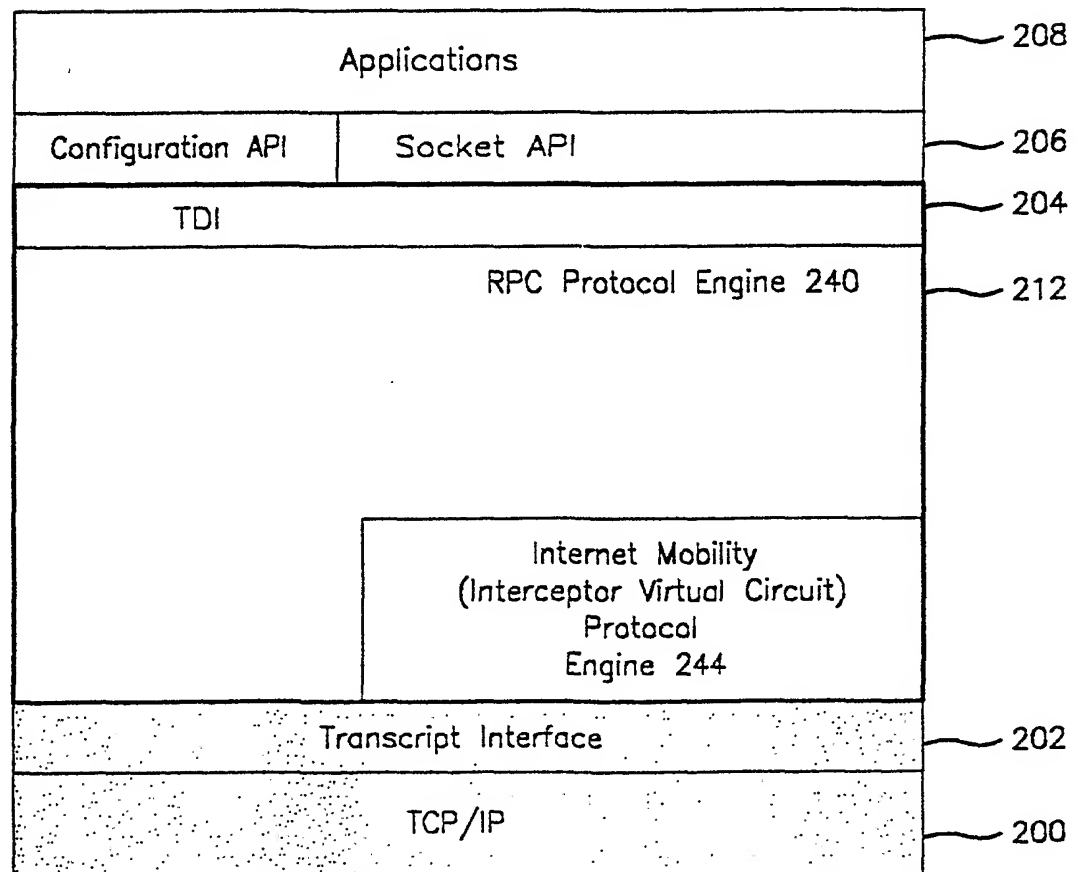 Applications
208
Configuration API
Socket API
206
TDI
204
RPC Protocol Engine 240
212
Internet Mobility
(Interceptor Virtual Circuit)
Protocol
Engine 244
Transcript Interface
202
TCP/IP
200